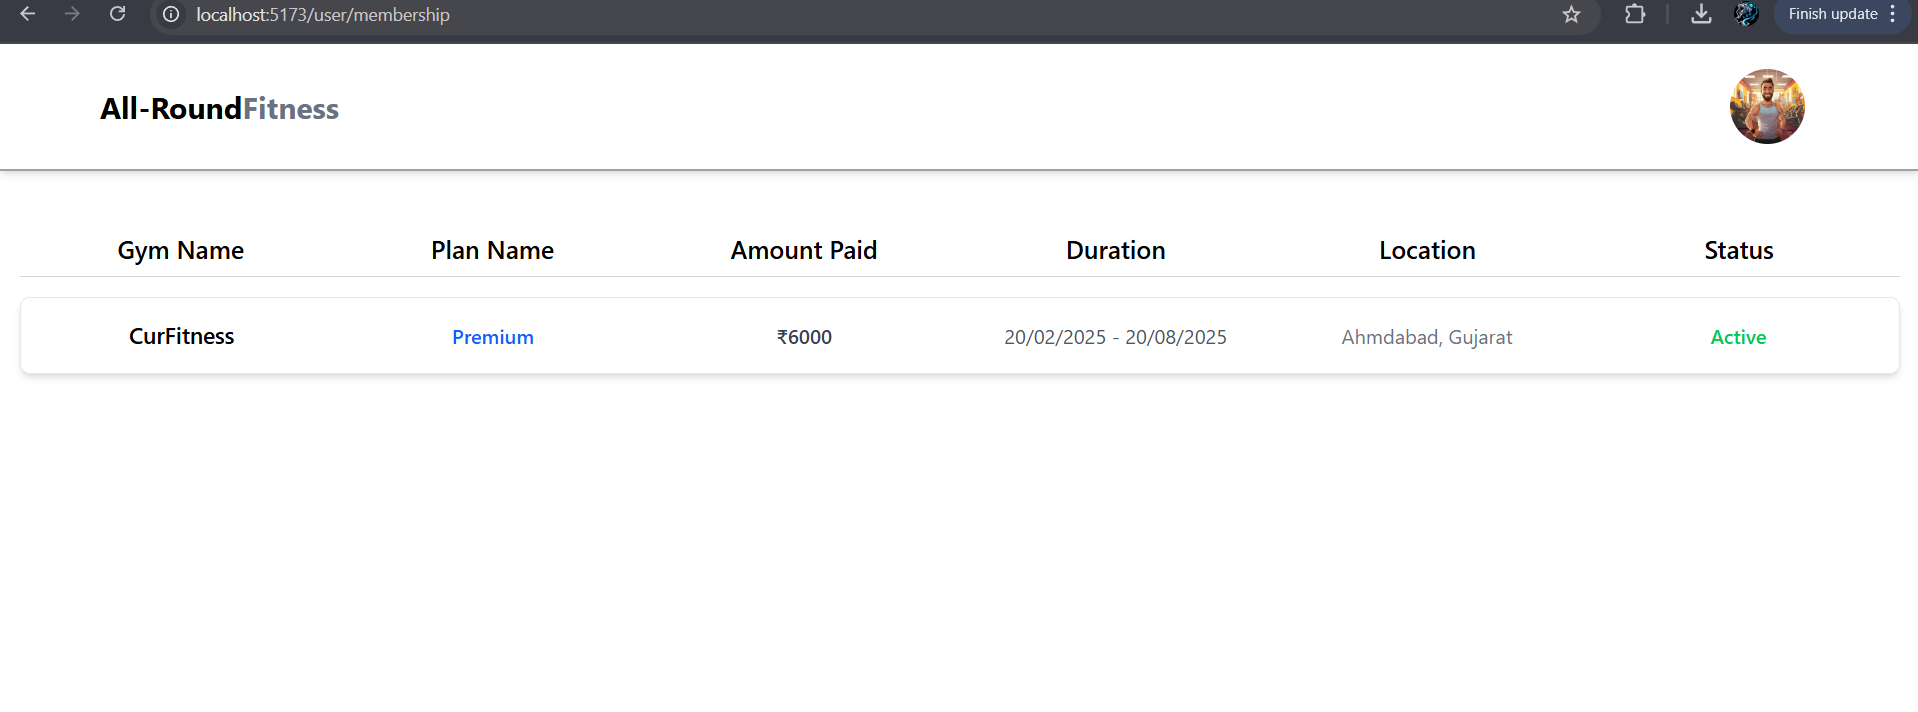 localhost:5173/user/membership
Finish update
All-RoundFitness
Gym Name Plan Name Amount Paid Duration Location Status
CurFitness Premium ₹6000 20/02/2025 - 20/08/2025 Ahmdabad, Gujarat Active